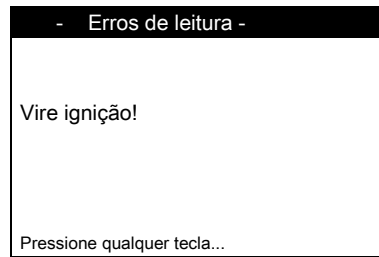 - Erros de leitura -
Vire ignição!
Pressione qualquer tecla...